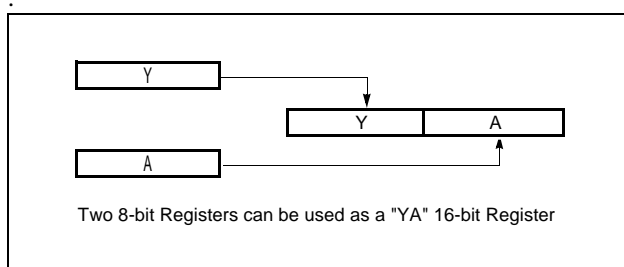 .
Y
Y A
A
Two 8-bit Registers can be used as a "YA" 16-bit Register